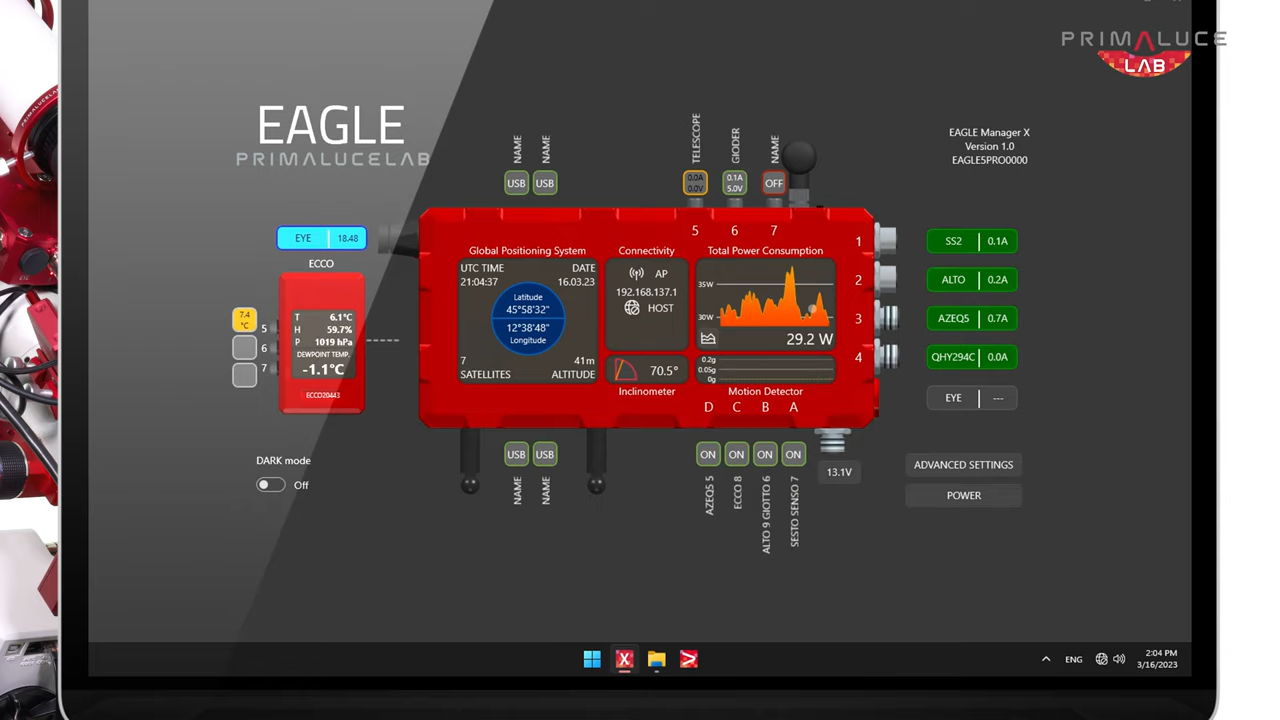 PRIMALUCE
LAB
EAGLE
PRIMALUCELAB
NAME
NAME
USB
USB
TELESCOPE
GIODER
NAME
0.0A
0.0V
0.1A
5.0V
OFF
EAGLE Manager X
Version 1.0
EAGLE5PRO0000
5
6
7
EYE 18.48
ECCO
7.4
°C
5
6
7
T 6.1°C
H 59.7%
P 1019 hPa
DEWPOINT TEMP.
-1.1°C
ECCO20443
Global Positioning System
UTC TIME DATE
21:04:37 16.03.23
Latitude
45°58'32"
12°38'48"
Longitude
7 41m
SATELLITES ALTITUDE
Connectivity
AP
192.168.137.1
HOST
70.5°
Inclinometer
Total Power Consumption
35W
30W
29.2 W
0.2g
0.05g
0g
Motion Detector
D C B A
1
2
3
4
SS2 0.1A
ALTO 0.2A
AZEQ5 0.7A
QHY294C 0.0A
EYE ---
DARK mode
Off
USB
USB
NAME
NAME
ON
ON
ON
ON
AZEQ5 5
ECCO 8
ALTO 9 GIOTTO 6
SESTO SENSO 7
13.1V
ADVANCED SETTINGS
POWER
X
ENG
2:04 PM
3/16/2023
PRIMALUCELAB